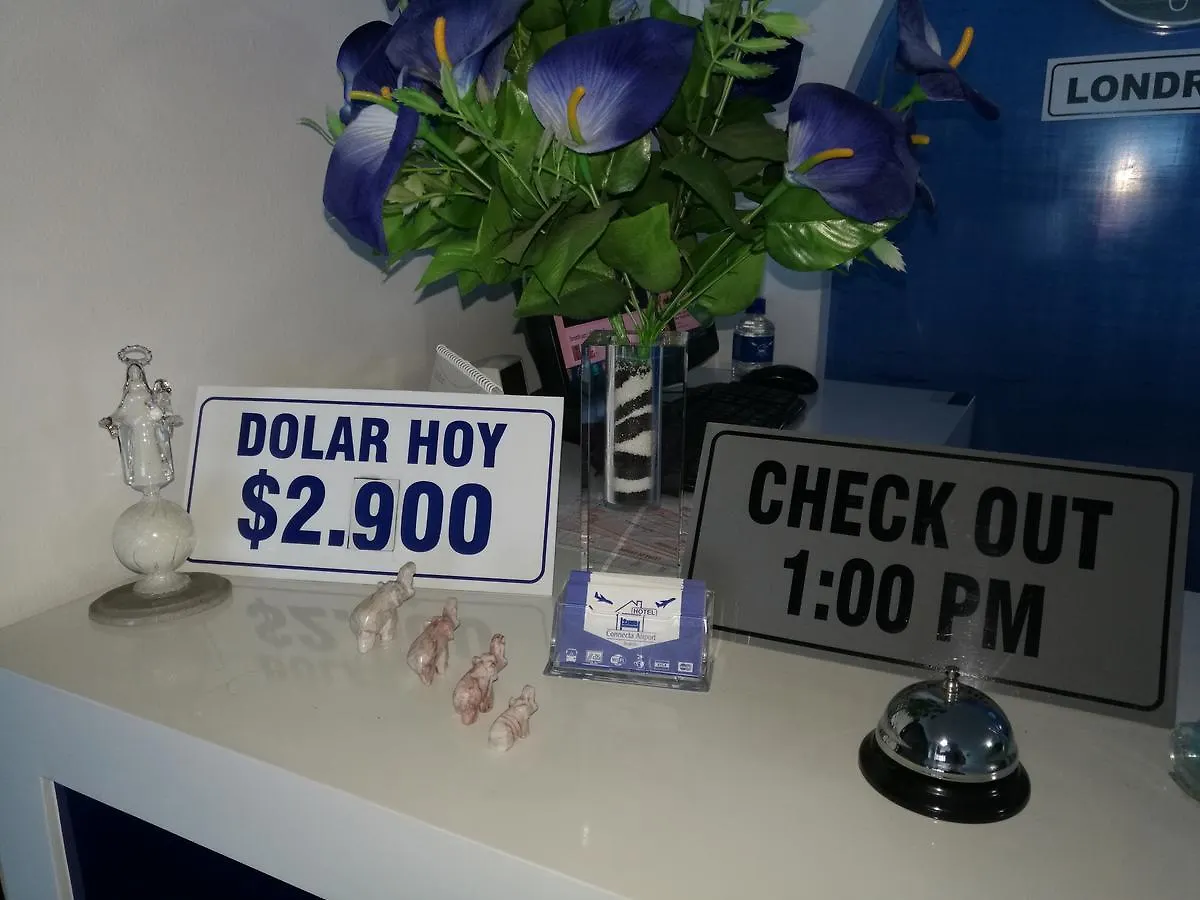 LONDR
DOLAR HOY
$2.900
CHECK OUT
1:00 PM
HOTEL
Connecta Airport